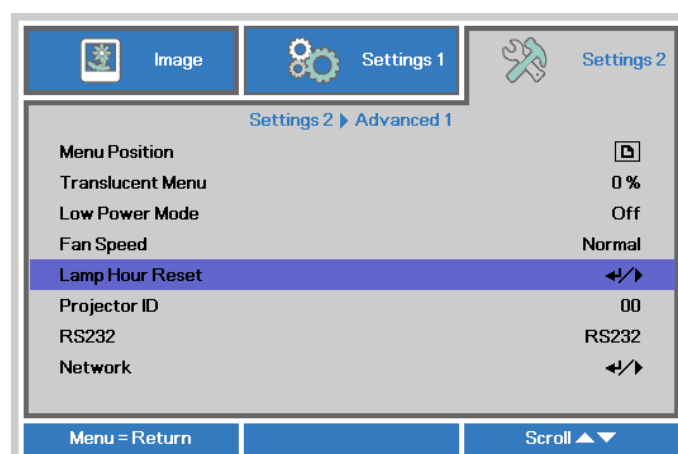 Image Settings 1 Settings 2
Settings 2 ▶ Advanced 1
Menu Position
Translucent Menu 0 %
Low Power Mode Off
Fan Speed Normal
Lamp Hour Reset ↵/▶
Projector ID 00
RS232 RS232
Network ↵/▶
Menu = Return Scroll ▲▼